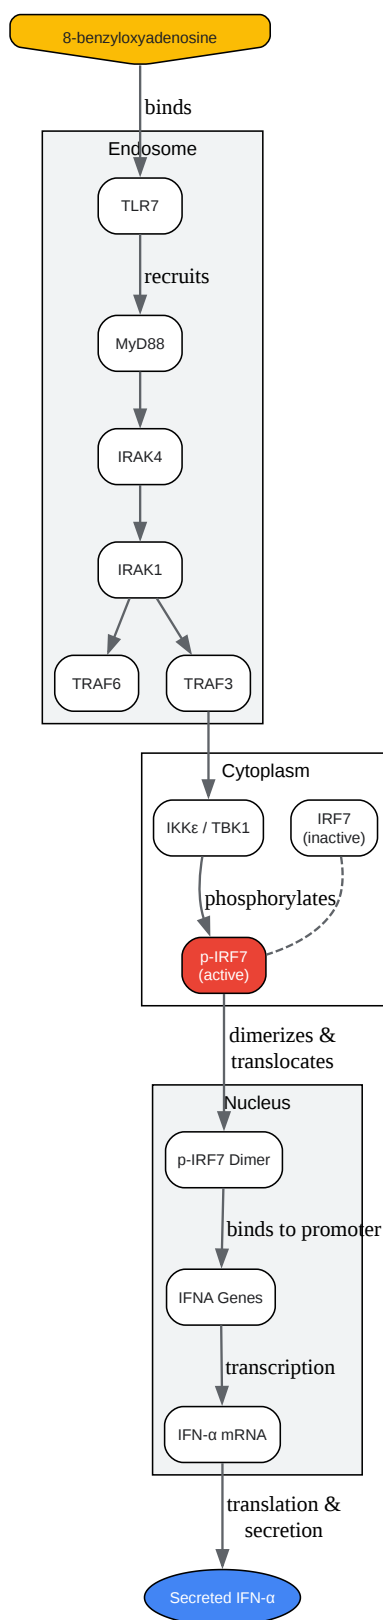 8-benzyloxyadenosine
binds
Endosome
TLR7
recruits
MyD88
IRAK4
IRAK1
TRAF6
TRAF3
Cytoplasm
IKKε / TBK1
IRF7
(inactive)
phosphorylates
p-IRF7
(active)
dimerizes &
translocates
Nucleus
p-IRF7 Dimer
binds to promoter
IFNA Genes
transcription
IFN-α mRNA
translation &
secretion
Secreted IFN-α